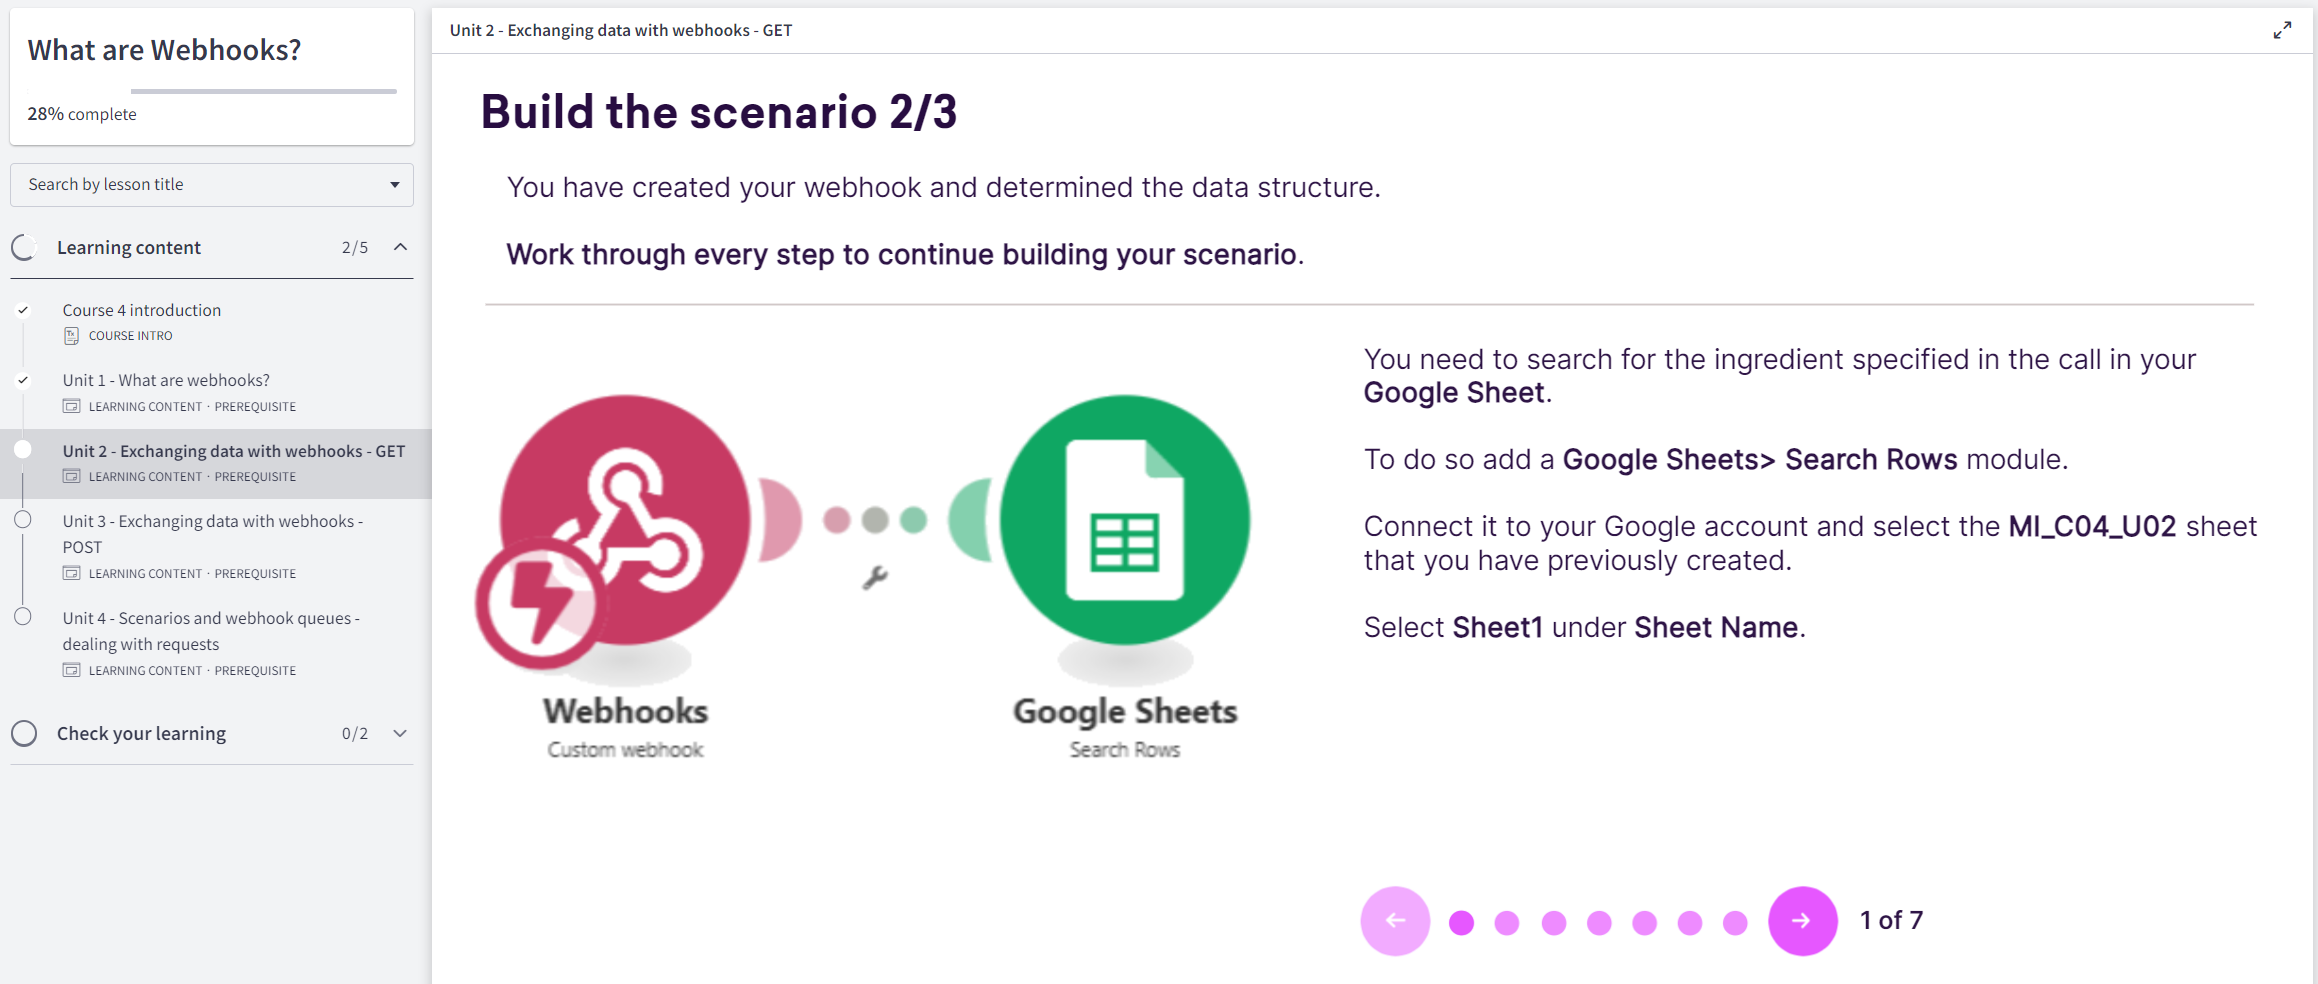 What are Webhooks?
28% complete
Search by lesson title
Learning content 2/5
Course 4 introduction
COURSE INTRO
Unit 1 - What are webhooks?
LEARNING CONTENT · PREREQUISITE
Unit 2 - Exchanging data with webhooks - GET
LEARNING CONTENT · PREREQUISITE
Unit 3 - Exchanging data with webhooks -
POST
LEARNING CONTENT · PREREQUISITE
Unit 4 - Scenarios and webhook queues -
dealing with requests
LEARNING CONTENT · PREREQUISITE
Check your learning 0/2
Unit 2 - Exchanging data with webhooks - GET
Build the scenario 2/3
You have created your webhook and determined the data structure.
Work through every step to continue building your scenario.
Webhooks
Custom webhook
Google Sheets
Search Rows
You need to search for the ingredient specified in the call in your
Google Sheet.
To do so add a Google Sheets> Search Rows module.
Connect it to your Google account and select the MI_C04_U02 sheet
that you have previously created.
Select Sheet1 under Sheet Name.
1 of 7